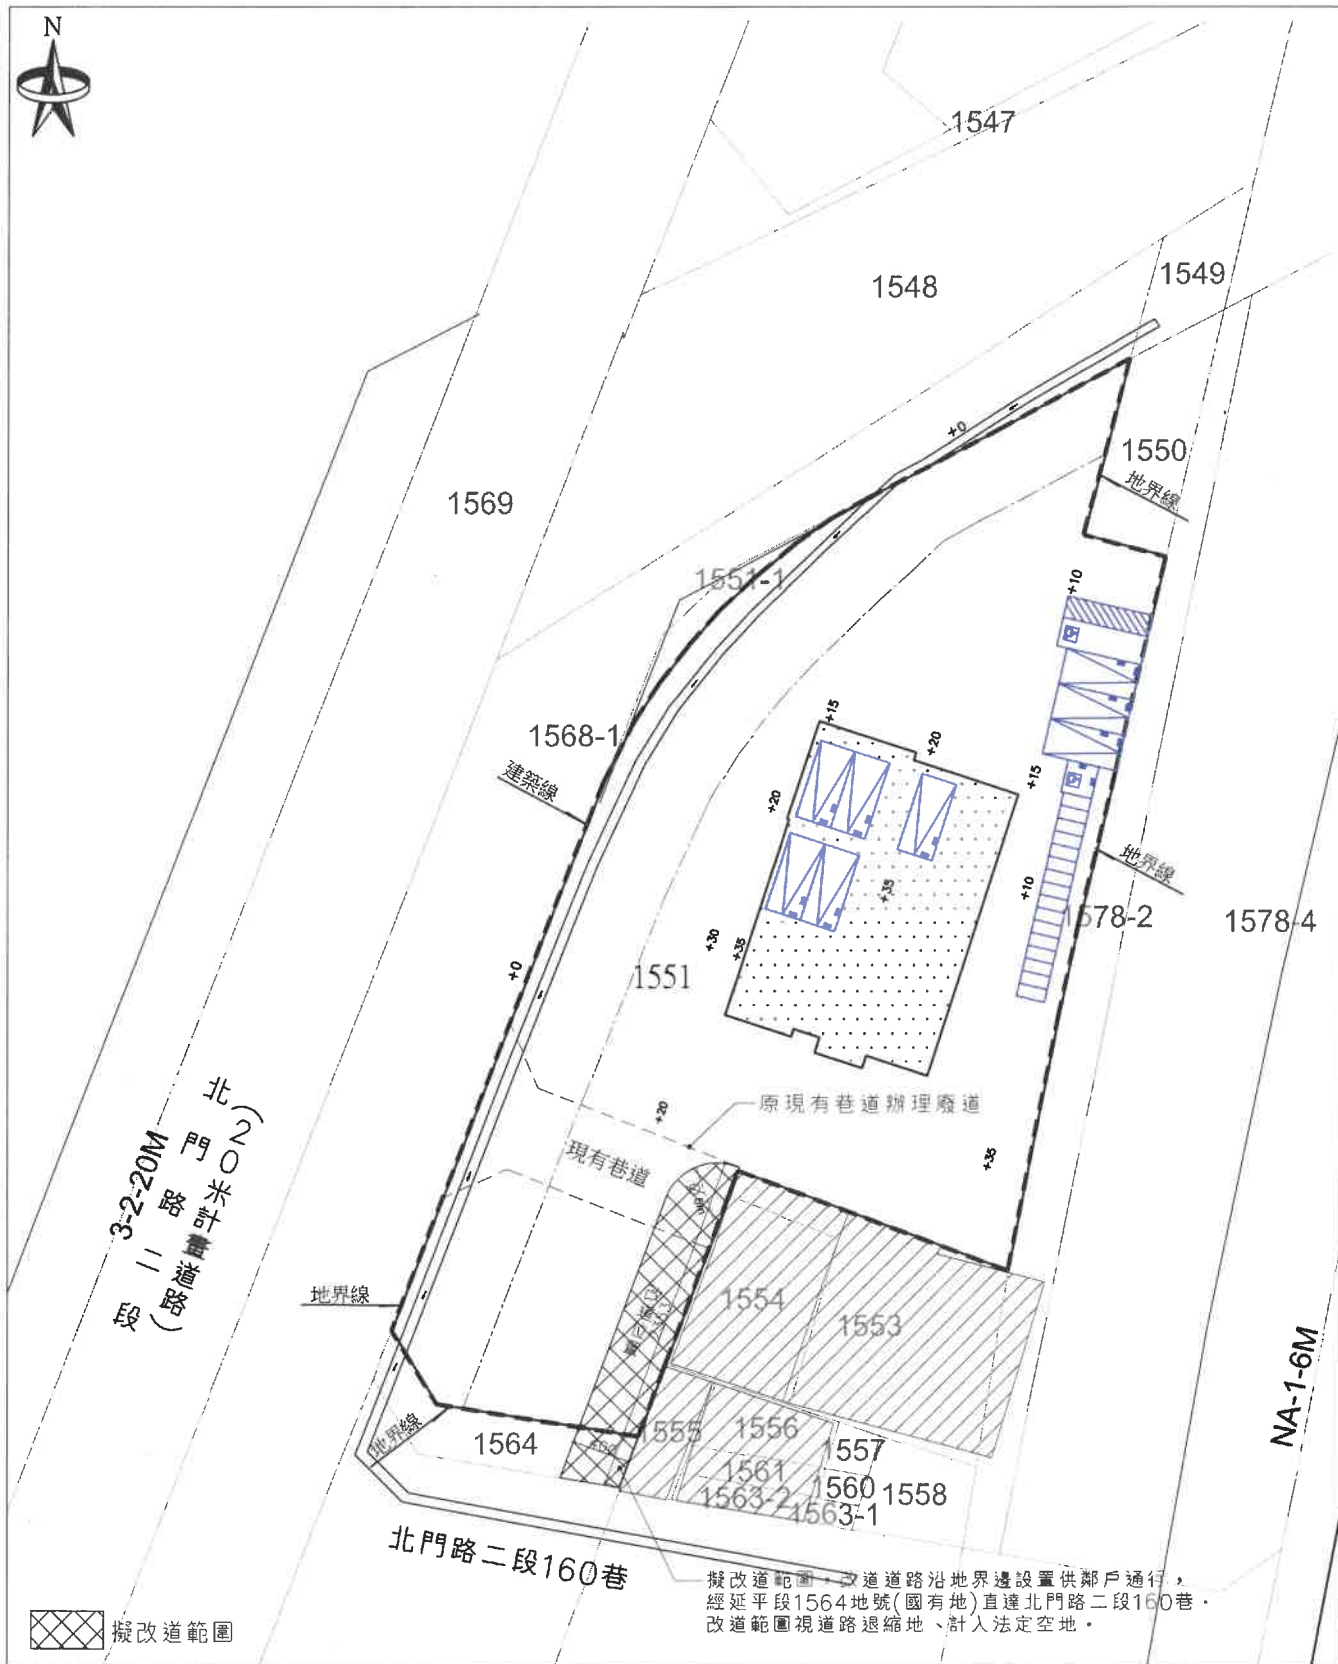 N
1547
1548
1549
+0
1550
地界線
1569
1551-1
+10
1568-1
建築線
+15
+20
+15
+20
地界線
+35
+10
1578-2
1578-4
+30
+35
1551
+0
原現有巷道辦理廢道
+20
現有巷道
+35
北門路二段
(20米計畫道路)
3-2-20M
地界線
1554
1553
NA-1-6M
地界線
1564
1555
1556
1557
1561
1560
1558
1563-2
1563-1
北門路二段160巷
擬改道範圍，改道道路沿地界邊設置供鄰戶通行，
經延平段1564地號(國有地)直達北門路二段160巷。
改道範圍視道路退縮地、計入法定空地。
擬改道範圍